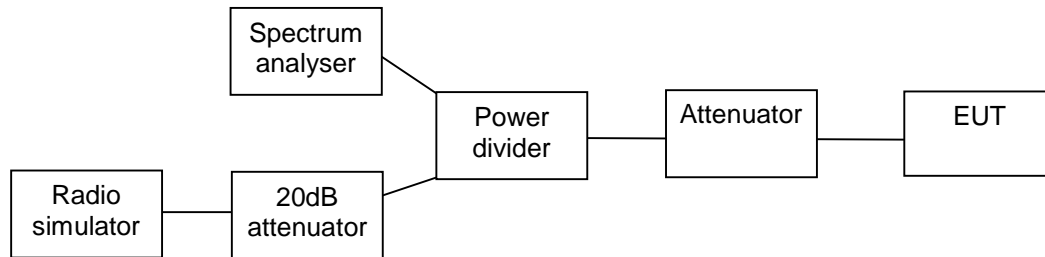 Spectrum
analyser
Power
divider
Attenuator
EUT
Radio
simulator
20dB
attenuator